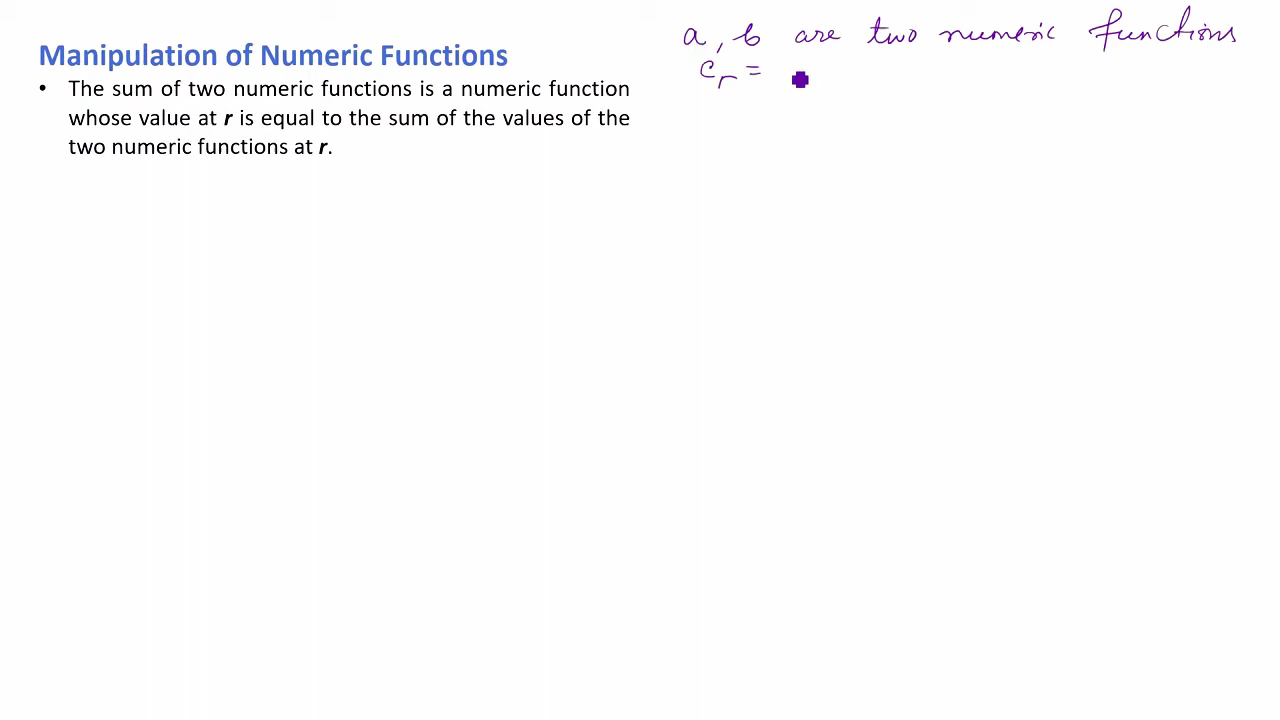 Manipulation of Numeric Functions
• The sum of two numeric functions is a numeric function
whose value at r is equal to the sum of the values of the
two numeric functions at r.
a, b are two numeric functions
cr =